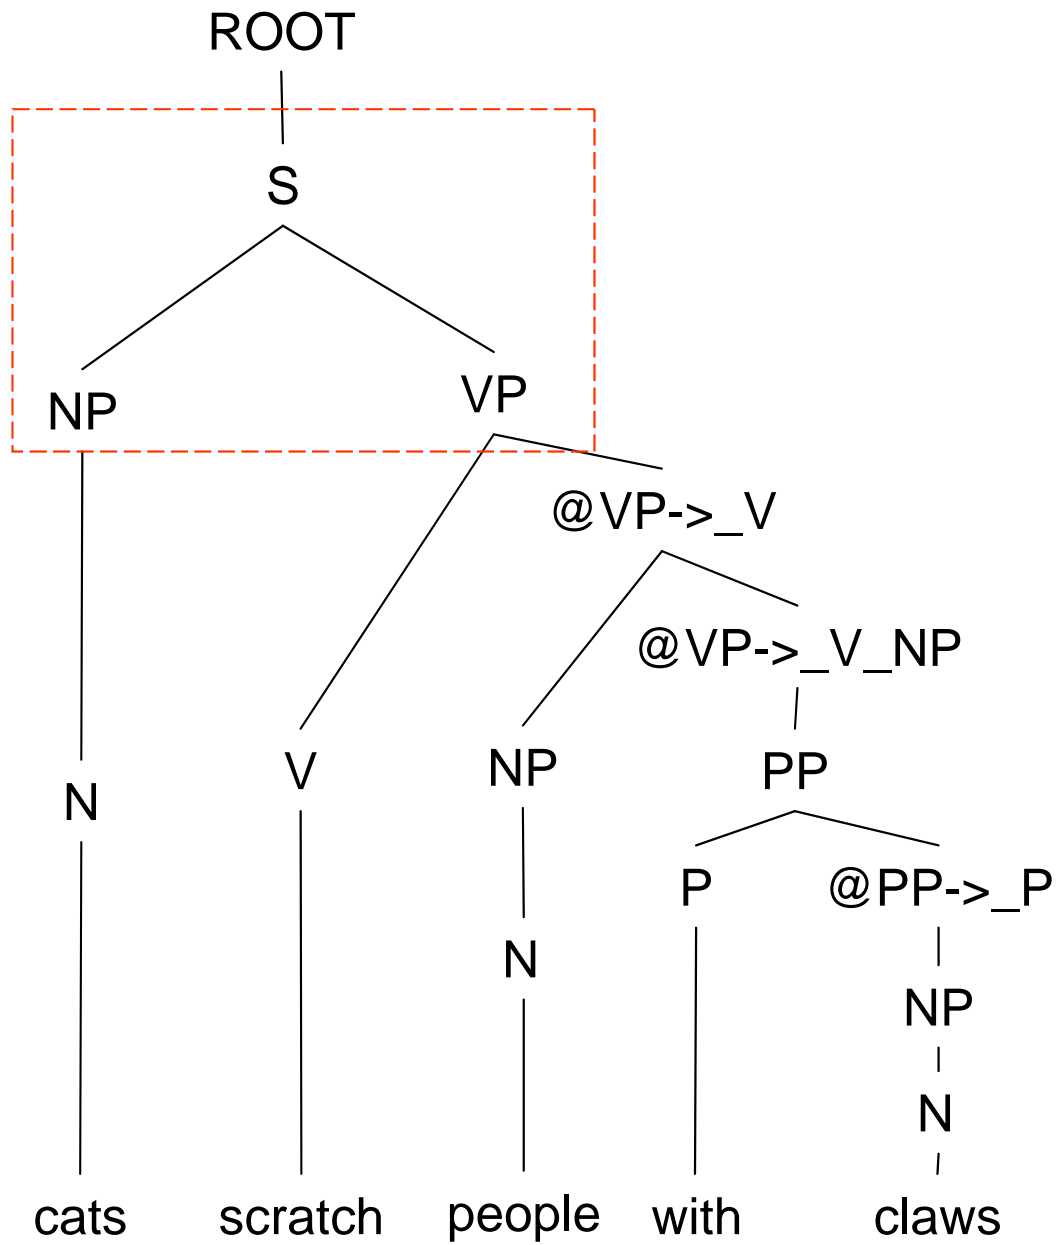 ROOT
S
NP VP
@VP->_V
@VP->_V_NP
N V NP PP
P @PP->_P
N NP
N
cats scratch people with claws